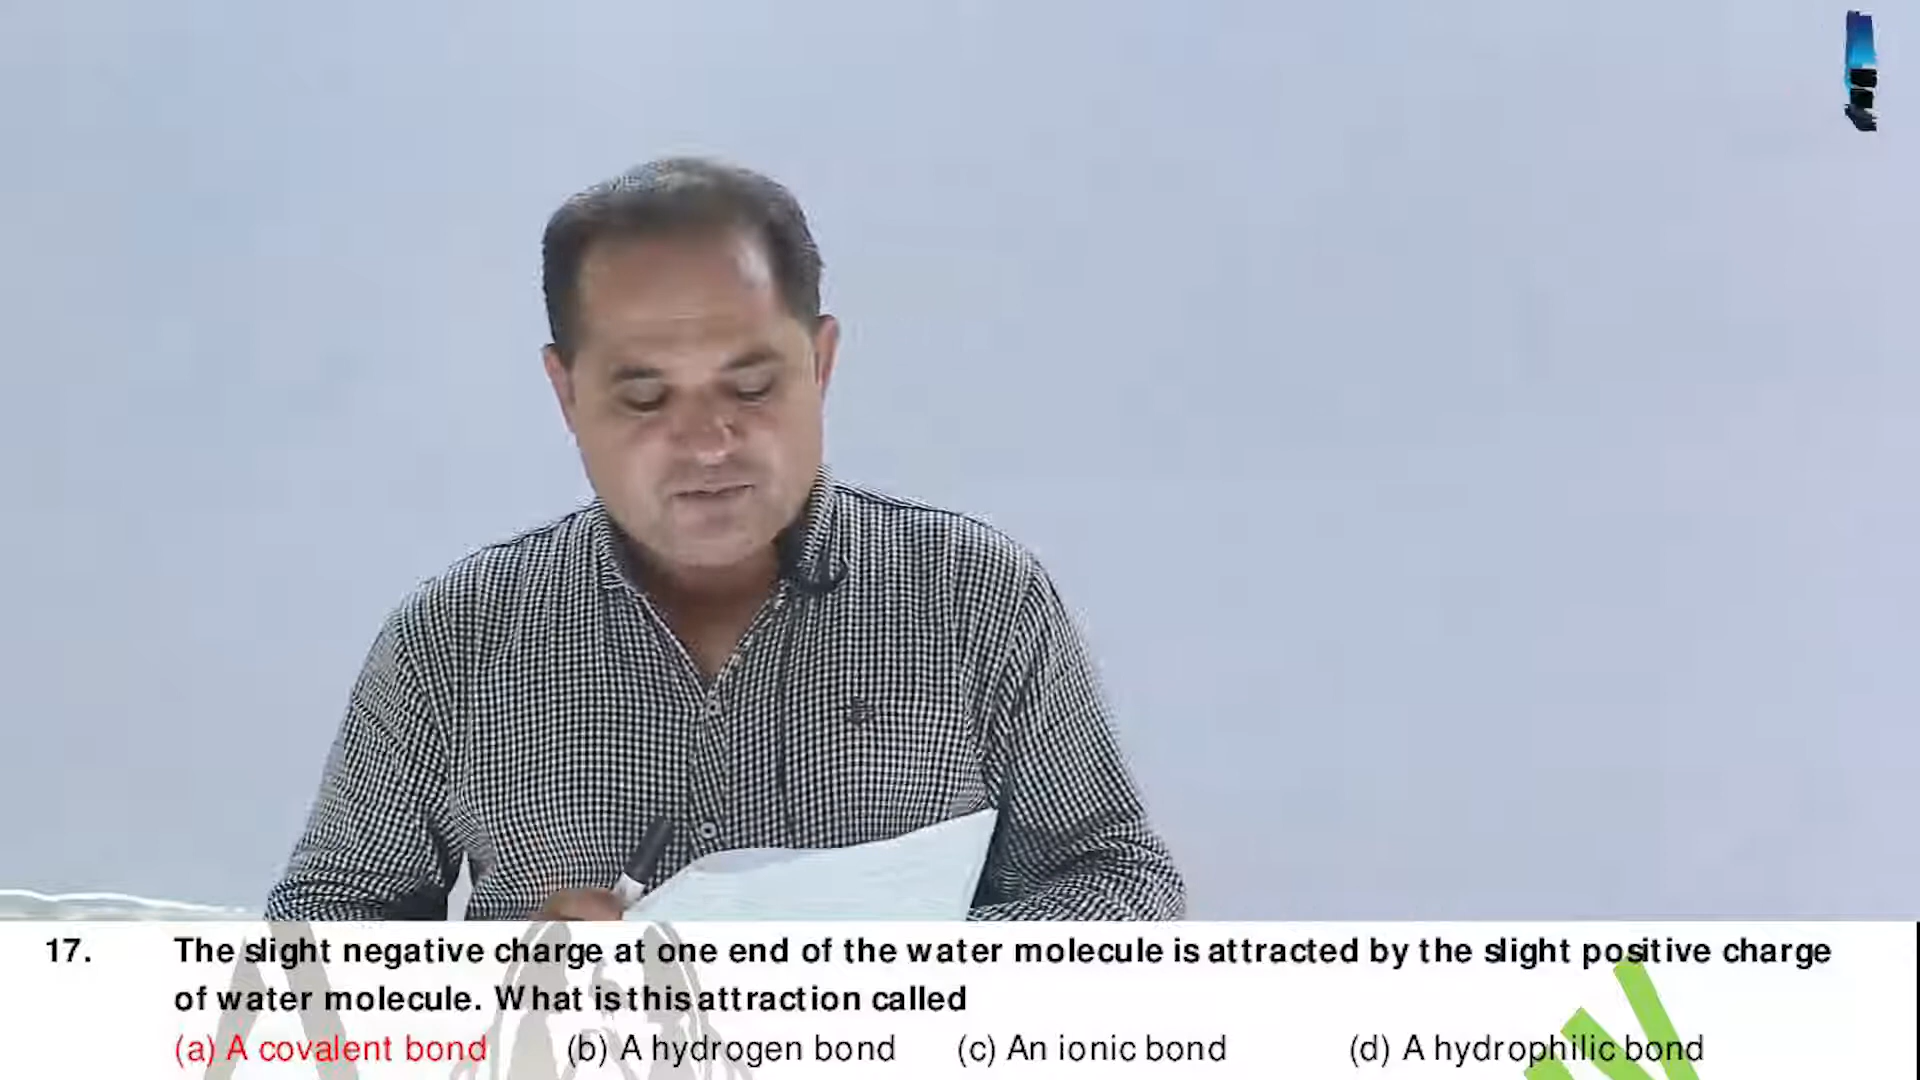 17. The slight negative charge at one end of the water molecule is attracted by the slight positive charge
of water molecule. What is this attraction called
(a) A covalent bond (b) A hydrogen bond (c) An ionic bond (d) A hydrophilic bond